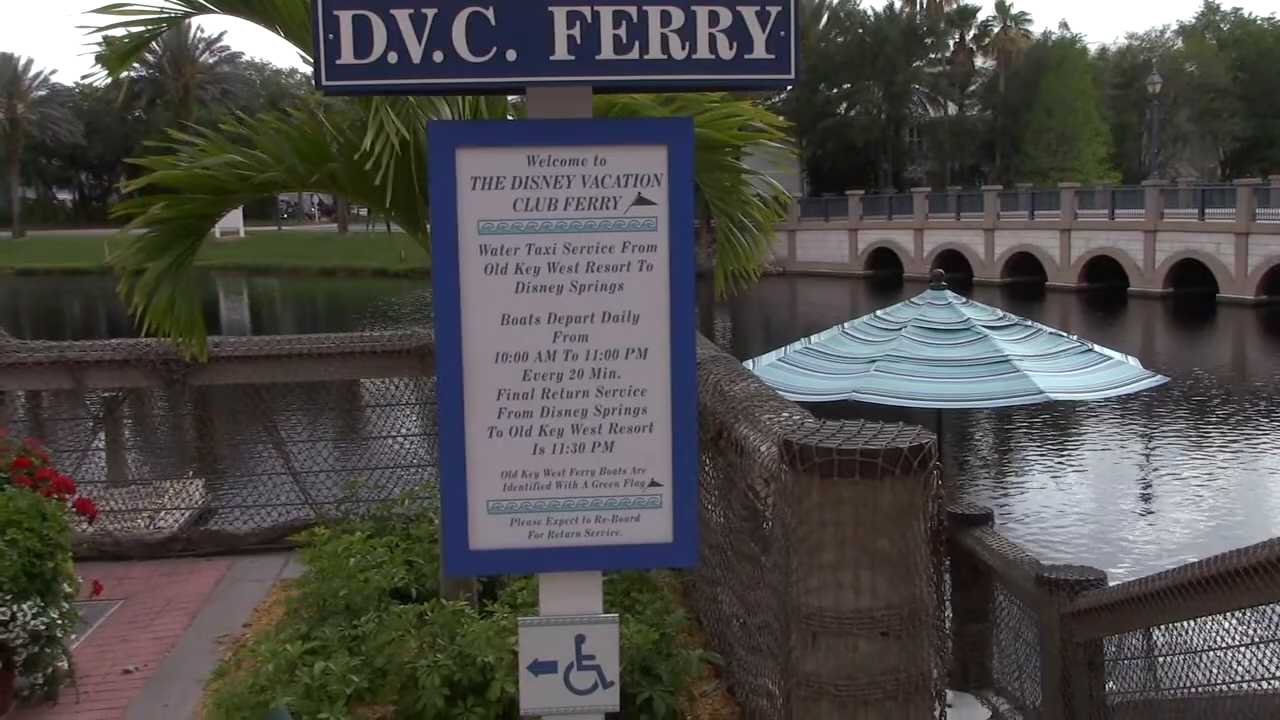 D.V.C. FERRY
Welcome to
THE DISNEY VACATION
CLUB FERRY
Water Taxi Service From
Old Key West Resort To
Disney Springs
Boats Depart Daily
From
10:00 AM To 11:00 PM
Every 20 Min.
Final Return Service
From Disney Springs
To Old Key West Resort
Is 11:30 PM
Old Key West Ferry Boats Are
Identified With A Green Flag
Please Expect to Re-Board
For Return Service.